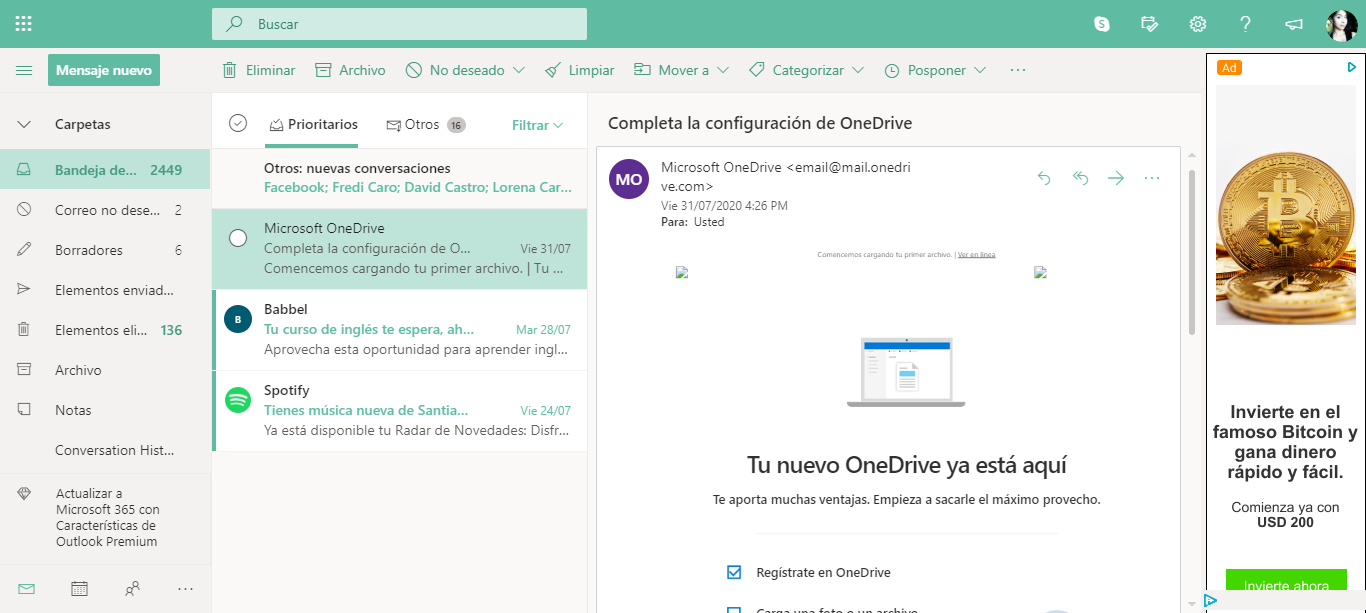 Buscar
Mensaje nuevo
Eliminar
Archivo
No deseado
Limpiar
Mover a
Categorizar
Posponer
Carpetas
Bandeja de... 2449
Correo no dese... 2
Borradores 6
Elementos enviad...
Elementos eli... 136
Archivo
Notas
Conversation Hist...
Actualizar a
Microsoft 365 con
Características de
Outlook Premium
Prioritarios
Otros 16
Filtrar
Otros: nuevas conversaciones
Facebook; Fredi Caro; David Castro; Lorena Car...
Microsoft OneDrive
Completa la configuración de O... Vie 31/07
Comencemos cargando tu primer archivo. | Tu ...
B
Babbel
Tu curso de inglés te espera, ah... Mar 28/07
Aprovecha esta oportunidad para aprender ingl...
Spotify
Tienes música nueva de Santia... Vie 24/07
Ya está disponible tu Radar de Novedades: Disfr...
Completa la configuración de OneDrive
MO
Microsoft OneDrive <email@mail.onedri
ve.com>
Vie 31/07/2020 4:26 PM
Para: Usted
Comencemos cargando tu primer archivo. | Ver en línea
Tu nuevo OneDrive ya está aquí
Te aporta muchas ventajas. Empieza a sacarle el máximo provecho.
Regístrate en OneDrive
Carga una foto o un archivo
Ad
Invierte en el
famoso Bitcoin y
gana dinero
rápido y fácil.
Comienza ya con
USD 200
Invierte ahora